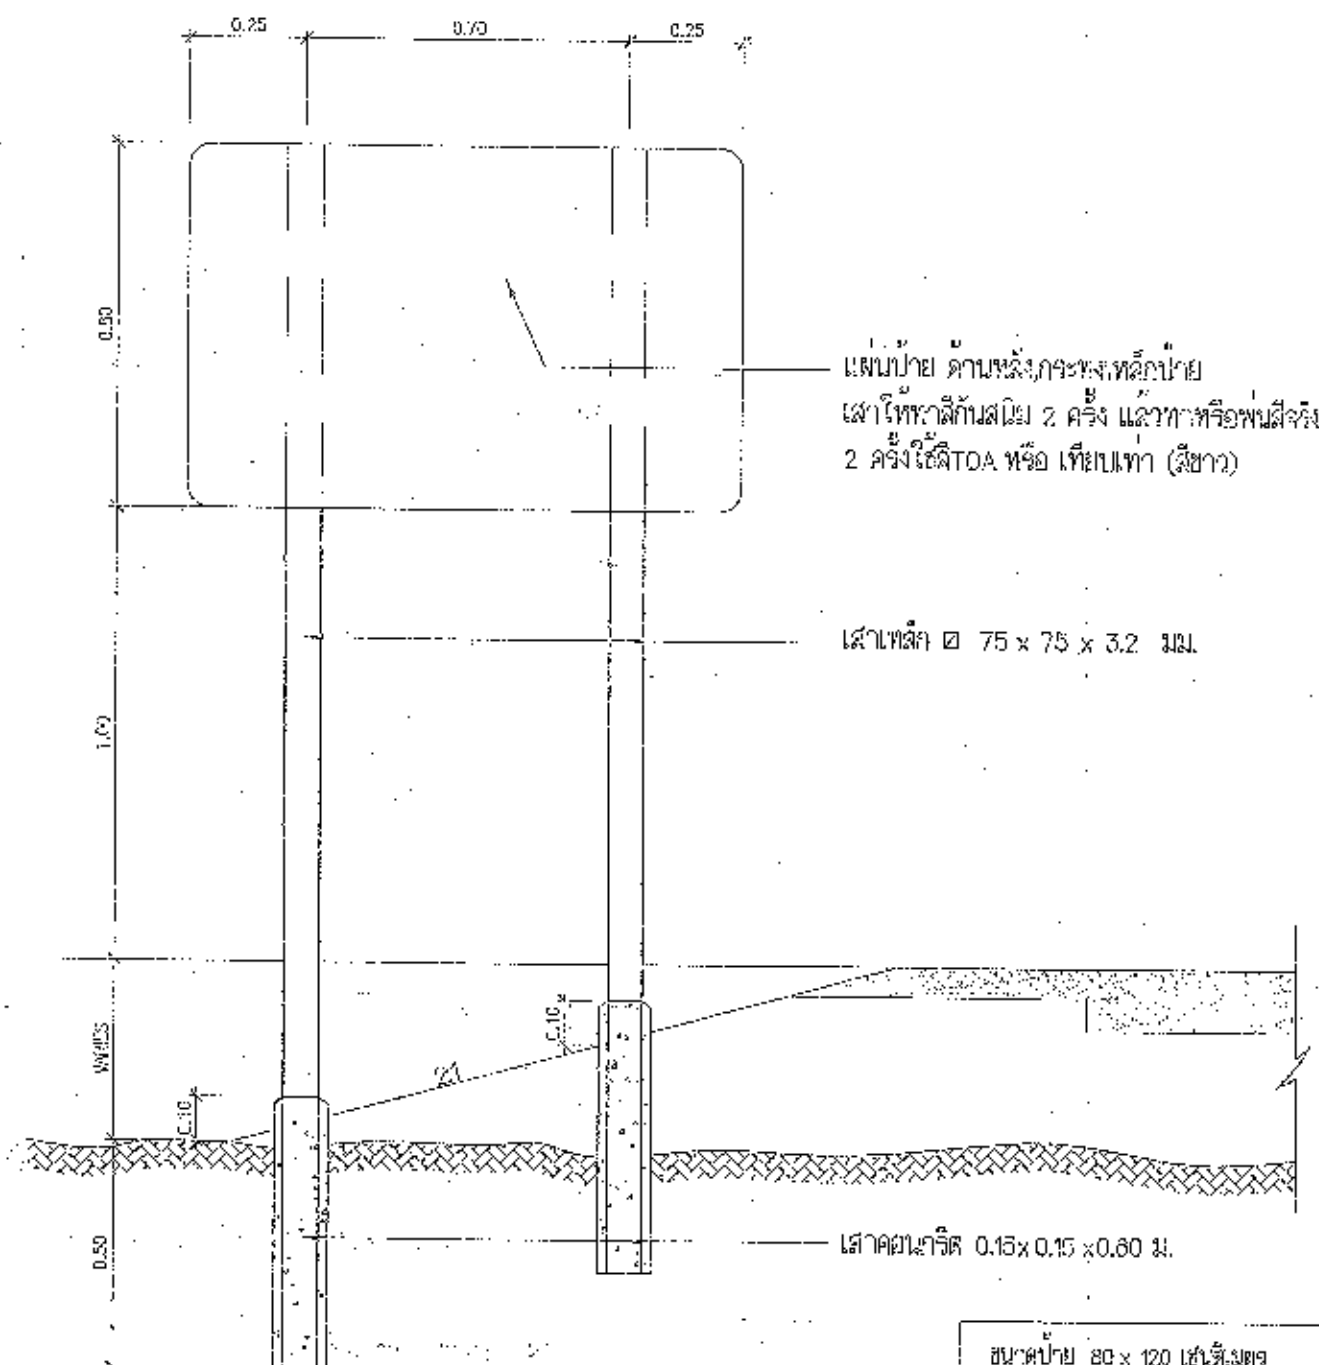 0.25
0.70
0.25
0.80
แผ่นป้าย ด้านหลัง,กระทงเหล็กป้าย
เสาให้ทาสีกันสนิม 2 ครั้ง แล้วทาหรือพ่นสีจริง
2 ครั้งใช้สีTOA หรือ เทียบเท่า (สีขาว)
เสาเหล็ก 75 x 75 x 3.2 มม.
1.00
0.10
VARIES
2:1
0.10
เสาคอนกรีต 0.15x0.15x0.60 ม.
0.50
ขนาดป้าย 80 x 120 เซนติเมตร